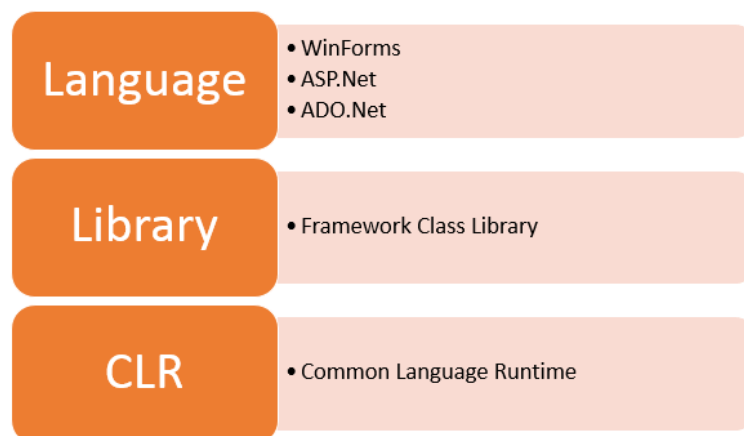 Language
• WinForms
• ASP.Net
• ADO.Net
Library
• Framework Class Library
CLR
• Common Language Runtime